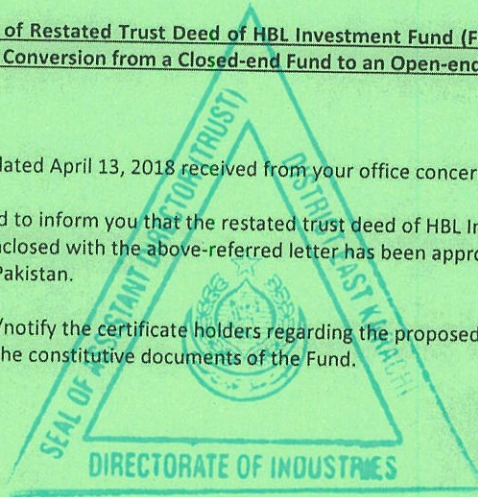 of Restated Trust Deed of HBL Investment Fund (F
Conversion from a Closed-end Fund to an Open-end
ated April 13, 2018 received from your office concer
d to inform you that the restated trust deed of HBL In
nclosed with the above-referred letter has been appro
Pakistan.
/notify the certificate holders regarding the proposed
he constitutive documents of the Fund.
SEAL OF ASSISTANT DIRECTOR (TRUST)
DISTRICT EAST KARACHI
DIRECTORATE OF INDUSTRIES